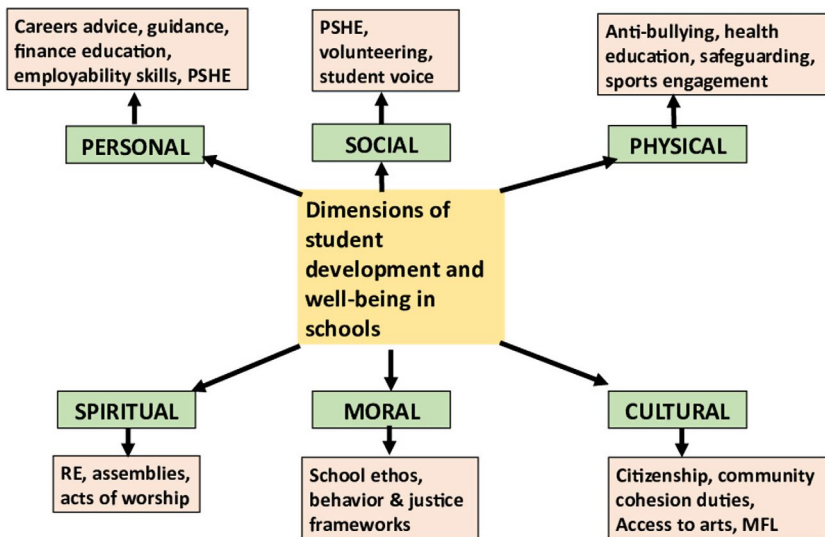 Careers advice, guidance,
finance education,
employability skills, PSHE
PSHE,
volunteering,
student voice
Anti-bullying, health
education, safeguarding,
sports engagement
PERSONAL
SOCIAL
PHYSICAL
Dimensions of
student
development and
well-being in
schools
SPIRITUAL
MORAL
CULTURAL
RE, assemblies,
acts of worship
School ethos,
behavior & justice
frameworks
Citizenship, community
cohesion duties,
Access to arts, MFL